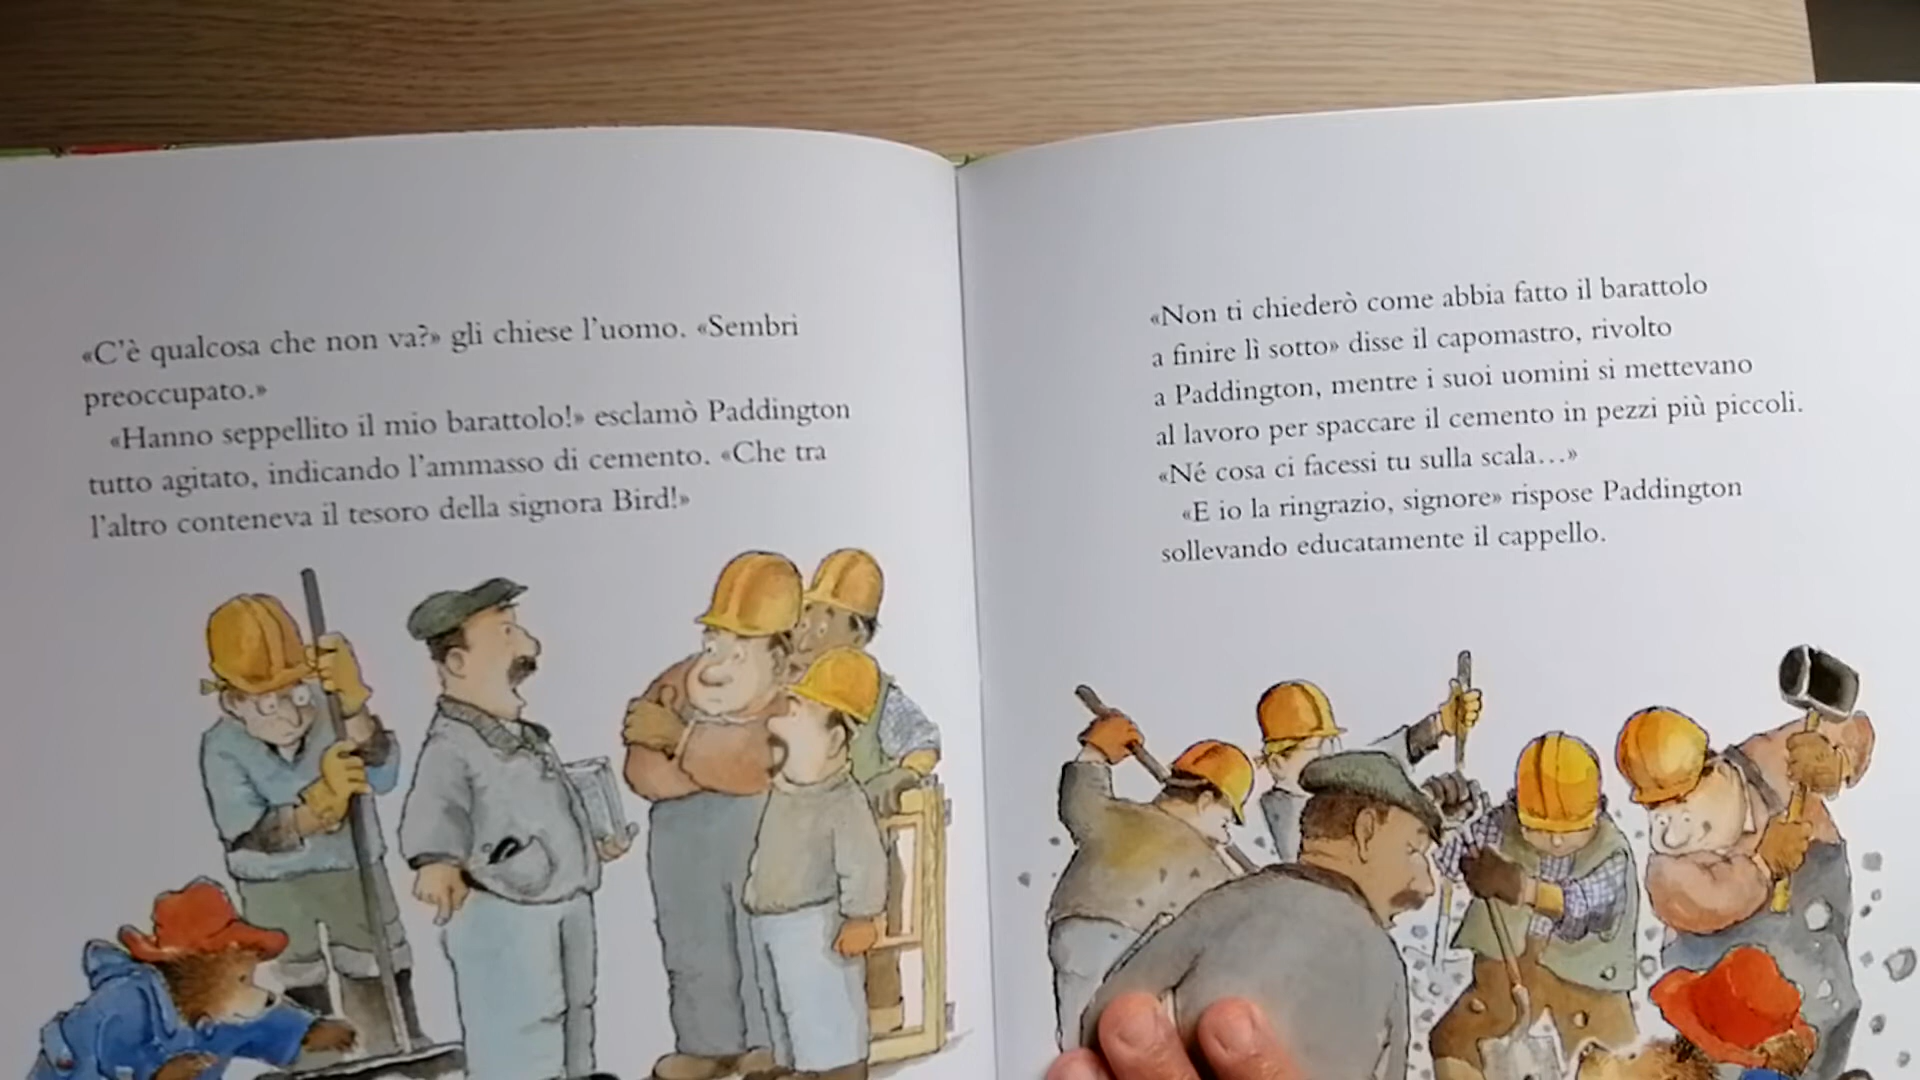 «C'è qualcosa che non va?» gli chiese l'uomo. «Sembri
preoccupato.»
«Hanno seppellito il mio barattolo!» esclamò Paddington
tutto agitato, indicando l'ammasso di cemento. «Che tra
l'altro conteneva il tesoro della signora Bird!»
«Non ti chiederò come abbia fatto il barattolo
a finire lì sotto» disse il capomastro, rivolto
a Paddington, mentre i suoi uomini si mettevano
al lavoro per spaccare il cemento in pezzi più piccoli.
«Né cosa ci facessi tu sulla scala…»
«E io la ringrazio, signore» rispose Paddington
sollevando educatamente il cappello.